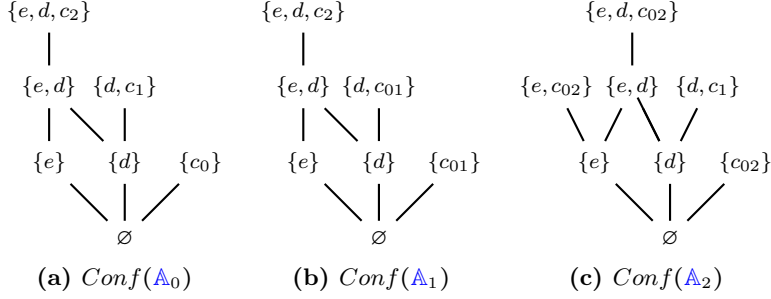 {e, d, c₂} {e, d, c₂} {e, d, c₀₂}
{e, d} {d, c₁} {e, d} {d, c₀₁} {e, c₀₂} {e, d} {d, c₁}
{e} {d} {c₀} {e} {d} {c₀₁} {e} {d} {c₀₂}
∅ ∅ ∅
(a) Conf(𝔸₀) (b) Conf(𝔸₁) (c) Conf(𝔸₂)